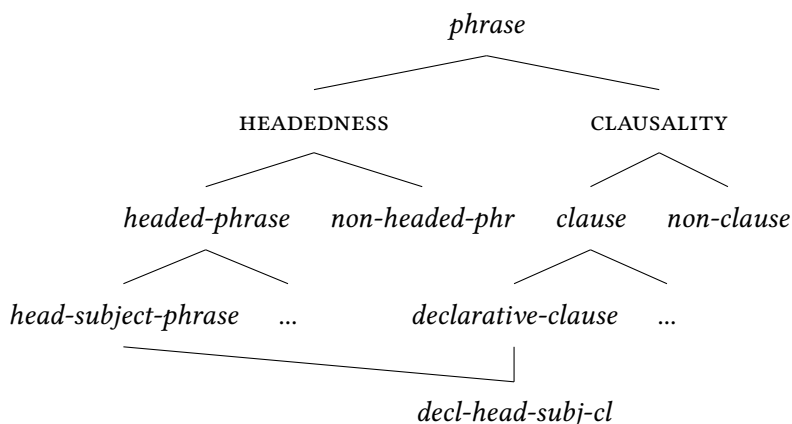 phrase
HEADEDNESS CLAUSALITY
headed-phrase non-headed-phr clause non-clause
head-subject-phrase ... declarative-clause ...
decl-head-subj-cl